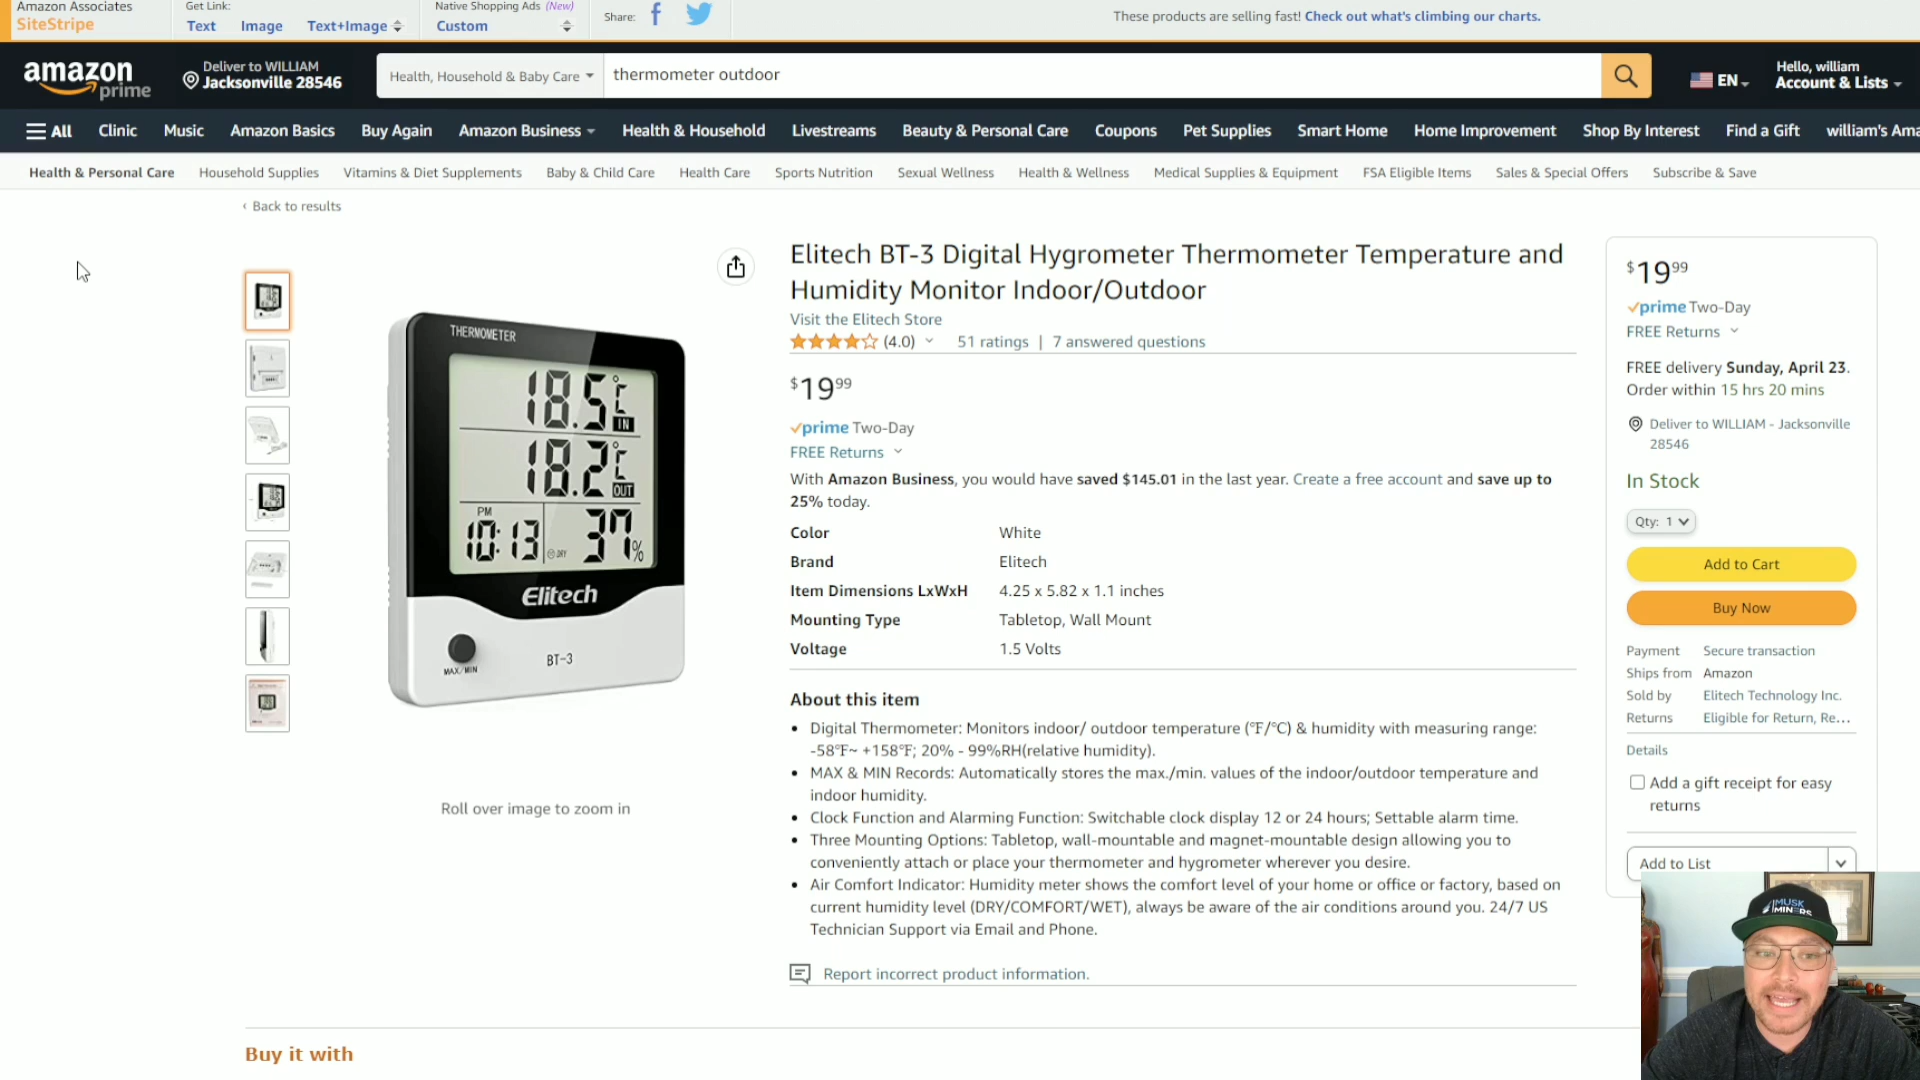 Amazon Associates
SiteStripe
Get Link:
Text Image Text+Image
Native Shopping Ads (New)
Custom
Share:
These products are selling fast! Check out what's climbing our charts.
amazon
prime
Deliver to WILLIAM
Jacksonville 28546
Health, Household & Baby Care
thermometer outdoor
EN
Hello, william
Account & Lists
All Clinic Music Amazon Basics Buy Again Amazon Business Health & Household Livestreams Beauty & Personal Care Coupons Pet Supplies Smart Home Home Improvement Shop By Interest Find a Gift william's Ama
Health & Personal Care Household Supplies Vitamins & Diet Supplements Baby & Child Care Health Care Sports Nutrition Sexual Wellness Health & Wellness Medical Supplies & Equipment FSA Eligible Items Sales & Special Offers Subscribe & Save
‹ Back to results
THERMOMETER
18.5°C
IN
18.2°C
OUT
PM
10:13 DRY 37%
Elitech
MAX/MIN
BT-3
Roll over image to zoom in
Elitech BT-3 Digital Hygrometer Thermometer Temperature and
Humidity Monitor Indoor/Outdoor
Visit the Elitech Store
(4.0) 51 ratings | 7 answered questions
$19 99
prime Two-Day
FREE Returns
With Amazon Business, you would have saved $145.01 in the last year. Create a free account and save up to
25% today.
Color White
Brand Elitech
Item Dimensions LxWxH 4.25 x 5.82 x 1.1 inches
Mounting Type Tabletop, Wall Mount
Voltage 1.5 Volts
About this item
• Digital Thermometer: Monitors indoor/ outdoor temperature (℉/℃) & humidity with measuring range:
-58℉~ +158℉; 20% - 99%RH(relative humidity).
• MAX & MIN Records: Automatically stores the max./min. values of the indoor/outdoor temperature and
indoor humidity.
• Clock Function and Alarming Function: Switchable clock display 12 or 24 hours; Settable alarm time.
• Three Mounting Options: Tabletop, wall-mountable and magnet-mountable design allowing you to
conveniently attach or place your thermometer and hygrometer wherever you desire.
• Air Comfort Indicator: Humidity meter shows the comfort level of your home or office or factory, based on
current humidity level (DRY/COMFORT/WET), always be aware of the air conditions around you. 24/7 US
Technician Support via Email and Phone.
Report incorrect product information.
$19 99
prime Two-Day
FREE Returns
FREE delivery Sunday, April 23.
Order within 15 hrs 20 mins
Deliver to WILLIAM - Jacksonville
28546
In Stock
Qty: 1
Add to Cart
Buy Now
Payment Secure transaction
Ships from Amazon
Sold by Elitech Technology Inc.
Returns Eligible for Return, Re...
Details
Add a gift receipt for easy
returns
Add to List
MUSK
MINERS
Buy it with